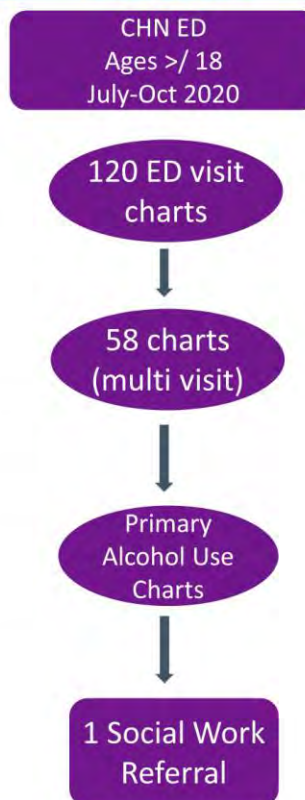 CHN ED
Ages >/ 18
July-Oct 2020
120 ED visit
charts
58 charts
(multi visit)
Primary
Alcohol Use
Charts
1 Social Work
Referral